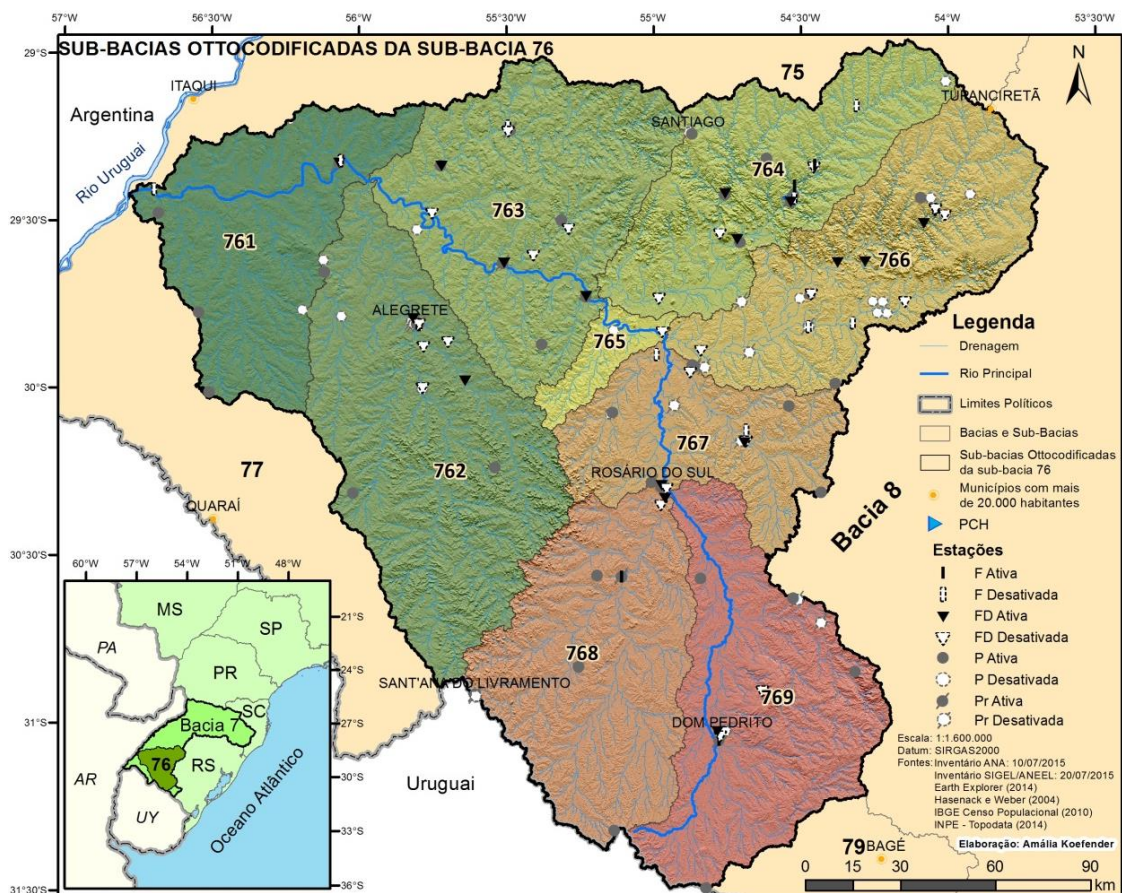 57°W
56°30'W
56°W
55°30'W
55°W
54°30'W
54°W
53°30'W
SUB-BACIAS OTTOCODIFICADAS DA SUB-BACIA 76
29°S
ITAQUI
75
N
Argentina
TUPANCIRETÃ
SANTIAGO
Rio Uruguai
764
763
29°30'S
761
766
ALEGRETE
Legenda
765
Drenagem
Rio Principal
30°S
Limites Políticos
Bacias e Sub-Bacias
767
77
762
Sub-bacias Ottocodificadas
da sub-bacia 76
ROSÁRIO DO SUL
Bacia 8
Municípios com mais
de 20.000 habitantes
QUARAÍ
PCH
30°30'S
Estações
60°W
57°W
54°W
51°W
48°W
F Ativa
F Desativada
MS
21°S
FD Ativa
SP
FD Desativada
PA
768
P Ativa
PR
24°S
P Desativada
SANT'ANA DO LIVRAMENTO
769
Pr Ativa
SC
31°S
Pr Desativada
Bacia 7
27°S
DOM PEDRITO
Escala: 1:1.600.000
Datum: SIRGAS2000
76
RS
Fontes: Inventário ANA: 10/07/2015
Inventário SIGEL/ANEEL: 20/07/2015
AR
30°S
Uruguai
Earth Explorer (2014)
Hasenack e Weber (2004)
IBGE Censo Populacional (2010)
INPE - Topodata (2014)
UY
Oceano Atlântico
33°S
Elaboração: Amália Koefender
79
BAGÉ
0 15 30 60 90
km
36°S
31°30'S